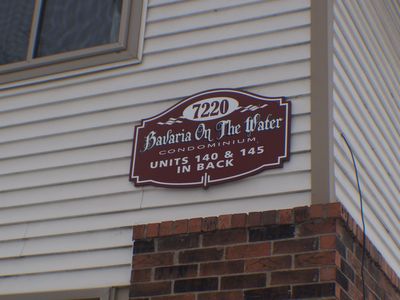 7220
Bavaria On The Water
CONDOMINIUM
UNITS 140 & 145
IN BACK